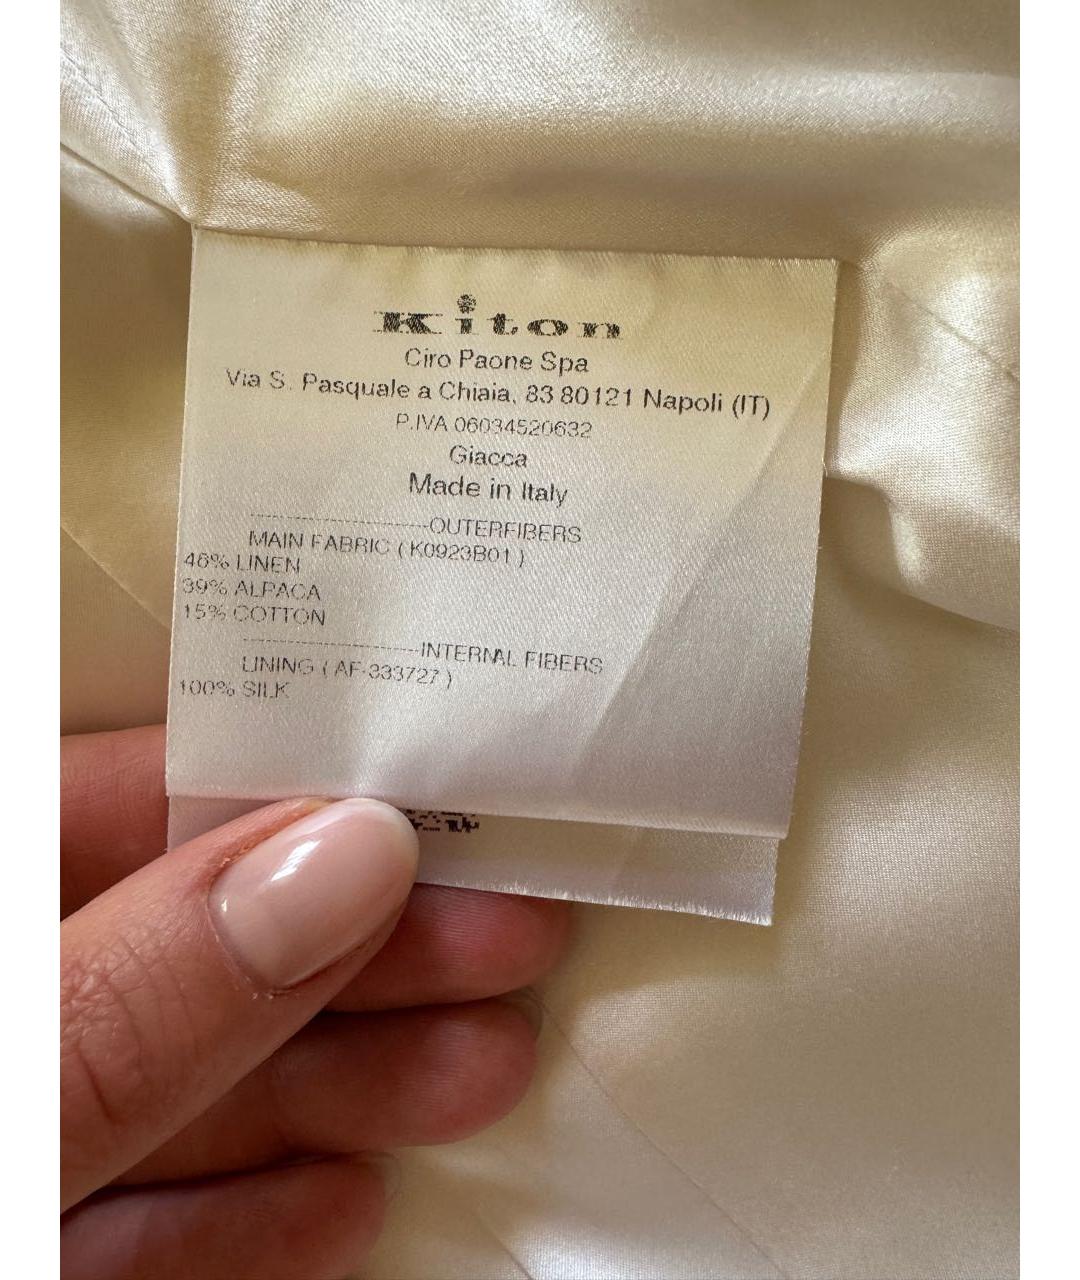 Kiton
Ciro Paone Spa
Via S. Pasquale a Chiaia, 83 80121 Napoli (IT)
P.IVA 06034520632
Giacca
Made in Italy
--------------------------OUTERFIBERS
MAIN FABRIC ( K0923B01 )
46% LINEN
39% ALPACA
15% COTTON
--------------------------INTERNAL FIBERS
LINING ( AF-333727 )
100% SILK